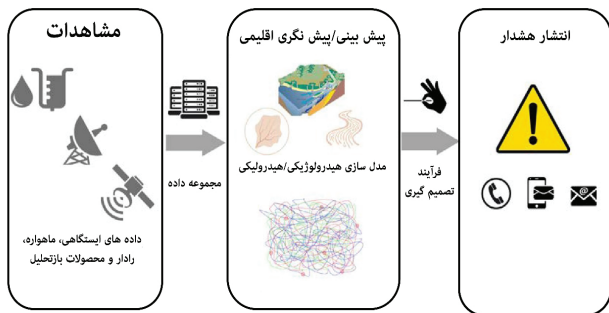 مشاهدات
داده های ایستگاهی، ماهواره،
رادار و محصولات بازتحلیل
مجموعه داده
پیش بینی/پیش نگری اقلیمی
مدل سازی هیدرولوژیکی/هیدرولیکی
فرآیند
تصمیم گیری
انتشار هشدار